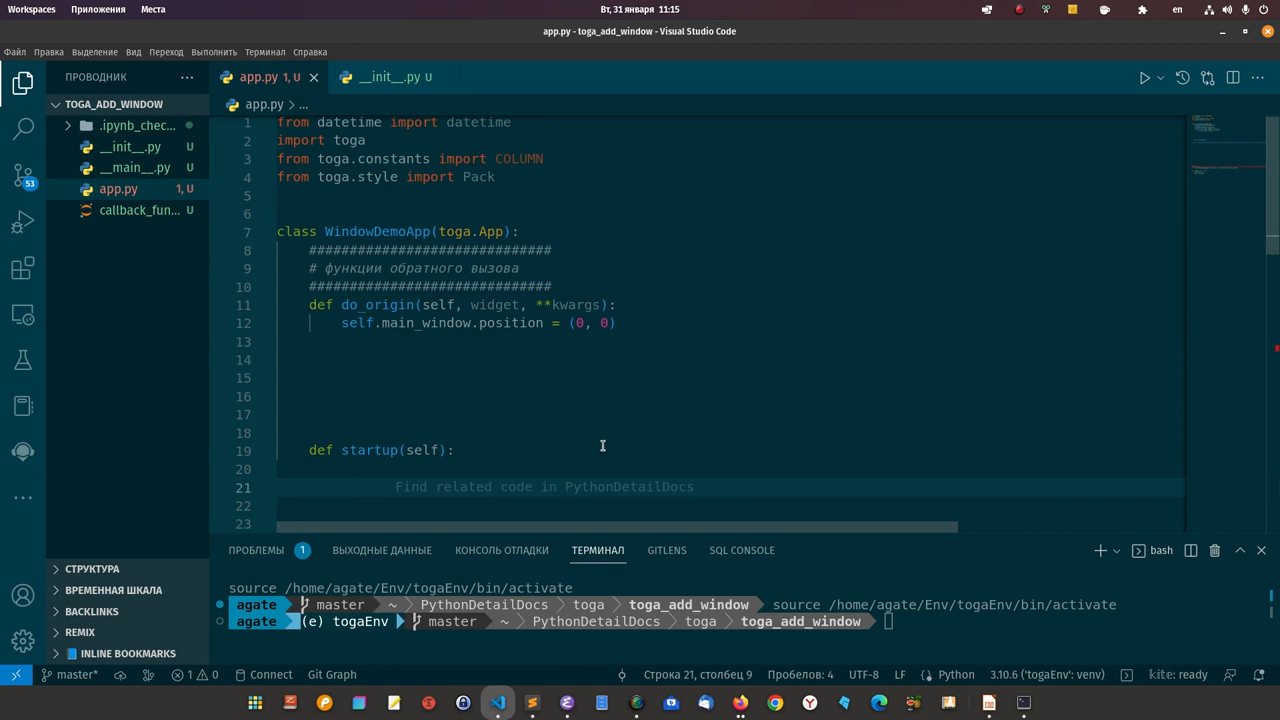 Workspaces Приложения Места Вт, 31 января 11:15 en
app.py - toga_add_window - Visual Studio Code
Файл Правка Выделение Вид Переход Выполнить Терминал Справка
ПРОВОДНИК ··· app.py 1, U __init__.py U
TOGA_ADD_WINDOW app.py > ...
.ipynb_chec...
__init__.py U
__main__.py U
app.py 1, U
callback_fun... U
53
1 from datetime import datetime
2 import toga
3 from toga.constants import COLUMN
4 from toga.style import Pack
5
6
7 class WindowDemoApp(toga.App):
8 ##############################
9 # функции обратного вызова
10 ##############################
11 def do_origin(self, widget, **kwargs):
12 self.main_window.position = (0, 0)
13
14
15
16
17
18
19 def startup(self):
20
21 Find related code in PythonDetailDocs
22
23
ПРОБЛЕМЫ 1 ВЫХОДНЫЕ ДАННЫЕ КОНСОЛЬ ОТЛАДКИ ТЕРМИНАЛ GITLENS SQL CONSOLE bash
source /home/agate/Env/togaEnv/bin/activate
agate master ~ PythonDetailDocs toga toga_add_window source /home/agate/Env/togaEnv/bin/activate
agate (e) togaEnv master ~ PythonDetailDocs toga toga_add_window
СТРУКТУРА
ВРЕМЕННАЯ ШКАЛА
BACKLINKS
REMIX
INLINE BOOKMARKS
master* 1 0 Connect Git Graph Строка 21, столбец 9 Пробелов: 4 UTF-8 LF Python 3.10.6 ('togaEnv': venv) kite: ready